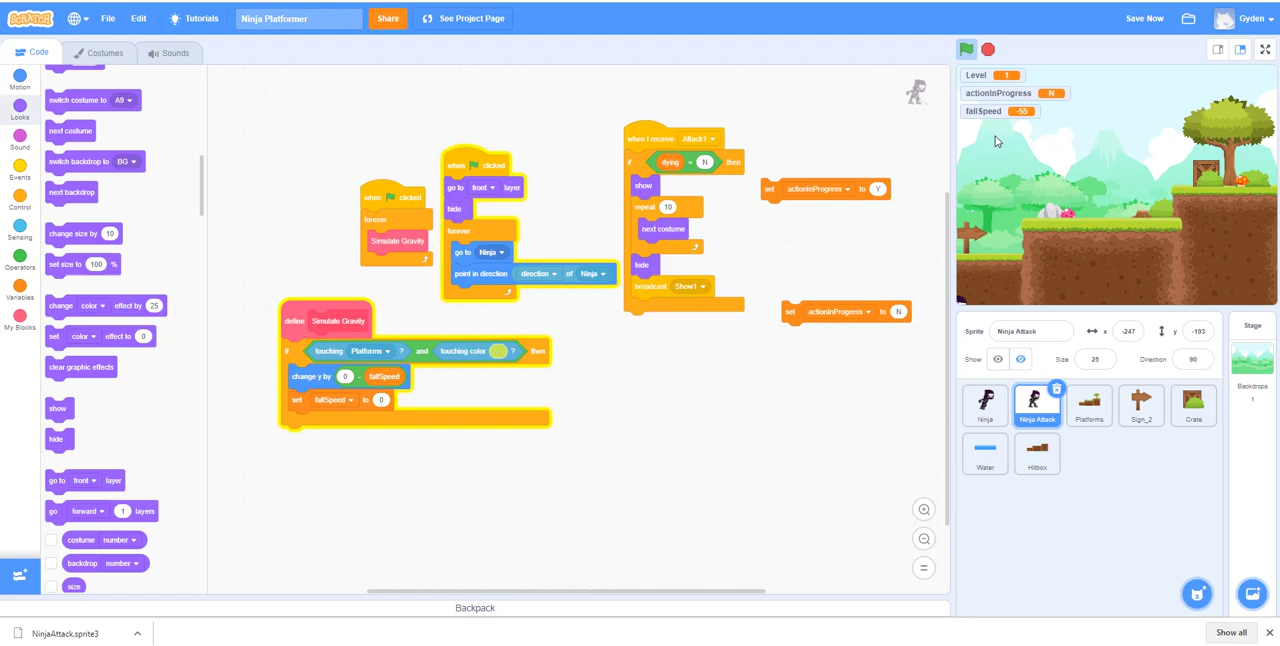 SCRATCH File Edit Tutorials Ninja Platformer Share See Project Page Save Now Gyden
Code Costumes Sounds
Motion
Looks
Sound
Events
Control
Sensing
Operators
Variables
My Blocks
switch costume to A9
next costume
switch backdrop to BG
next backdrop
change size by 10
set size to 100 %
change color effect by 25
set color effect to 0
clear graphic effects
show
hide
go to front layer
go forward 1 layers
costume number
backdrop number
size
when clicked
forever
Simulate Gravity
when clicked
go to front layer
hide
forever
go to Ninja
point in direction direction of Ninja
define Simulate Gravity
if touching Platforms ? and touching color ? then
change y by 0 - fallSpeed
set fallSpeed to 0
when I receive Attack1
if dying = N then
show
repeat 10
next costume
hide
broadcast Show1
set actionInProgress to Y
set actionInProgress to N
Level 1
actionInProgress N
fallSpeed -55
Sprite Ninja Attack x -247 y -193
Show Size 25 Direction 90
Ninja Ninja Attack Platforms Sign_2 Crate
Water Hitbox
Stage
Backdrops
1
Backpack
NinjaAttack.sprite3
Show all